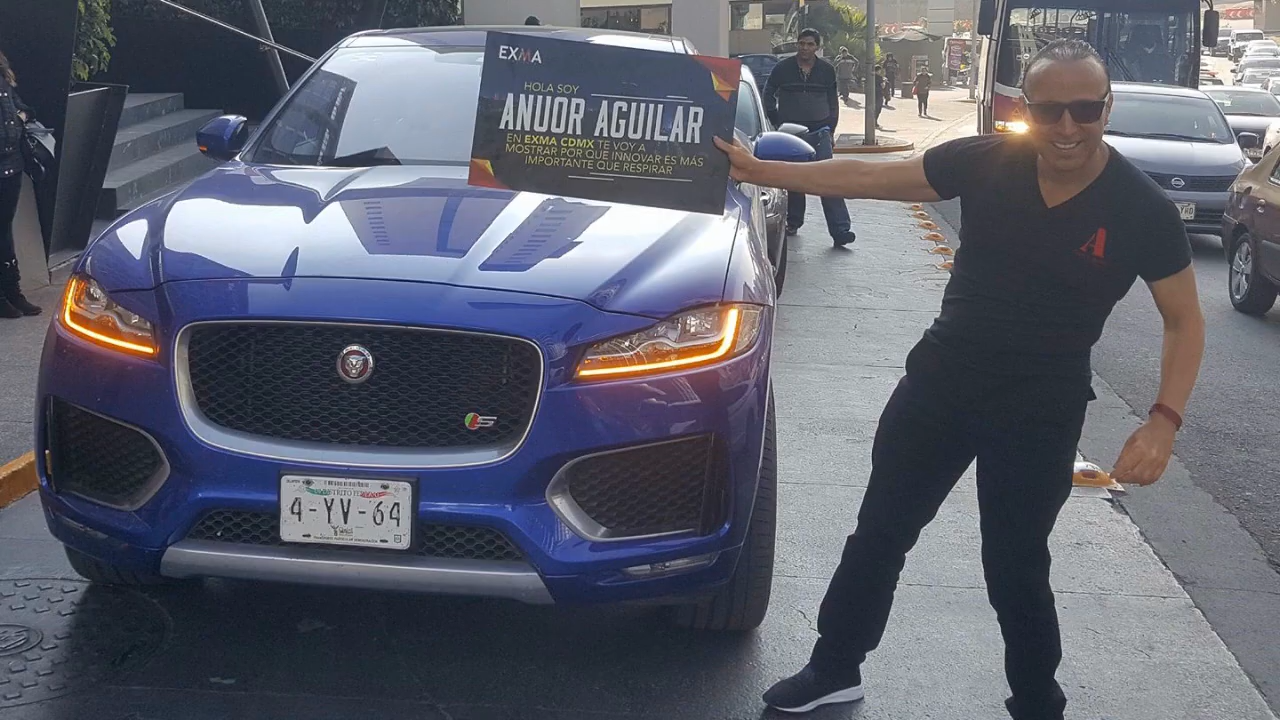 EXMA
HOLA SOY
ANUOR AGUILAR
EN EXMA CDMX TE VOY A
MOSTRAR POR QUE INNOVAR ES MÁS
IMPORTANTE QUE RESPIRAR
A
S
4-YV-64